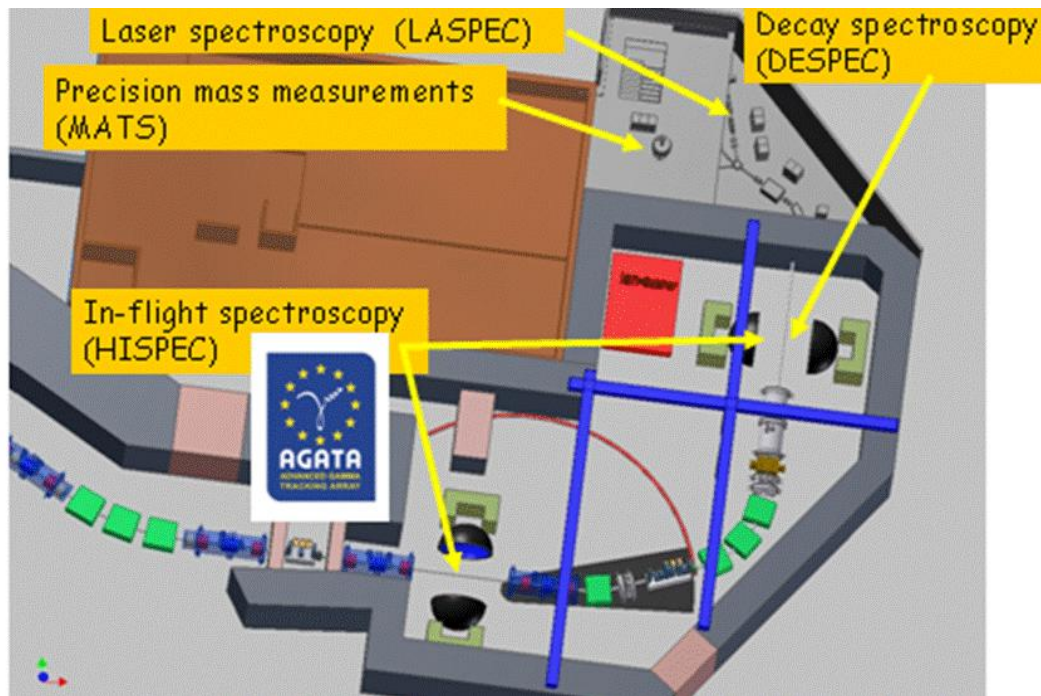 Laser spectroscopy (LASPEC)
Decay spectroscopy
(DESPEC)
Precision mass measurements
(MATS)
In-flight spectroscopy
(HISPEC)
AGATA
ADVANCED GAMMA
TRACKING ARRAY